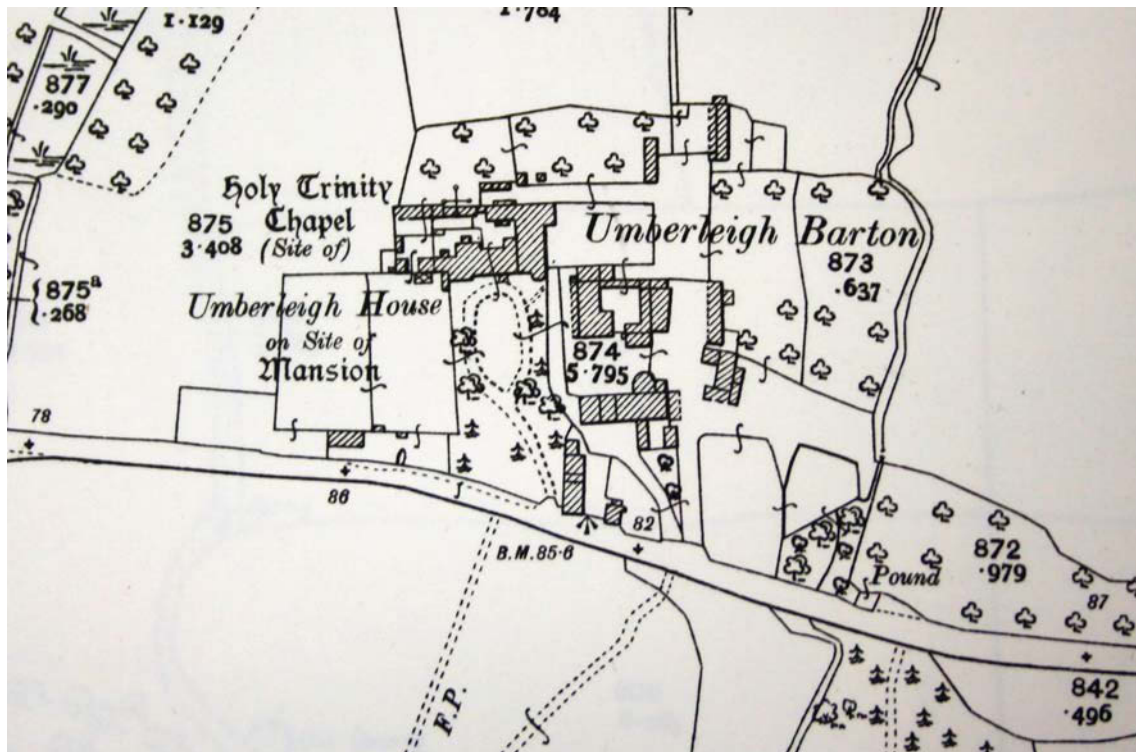 1·764
1·129
877
·290
Holy Trinity
Chapel
(Site of)
875
3·408
Umberleigh Barton
873
·637
875ª
·268
Umberleigh House
on Site of
Mansion
874
5·795
78
86
B.M. 85·6
82
872
·979
87
Pound
842
·496
F.P.